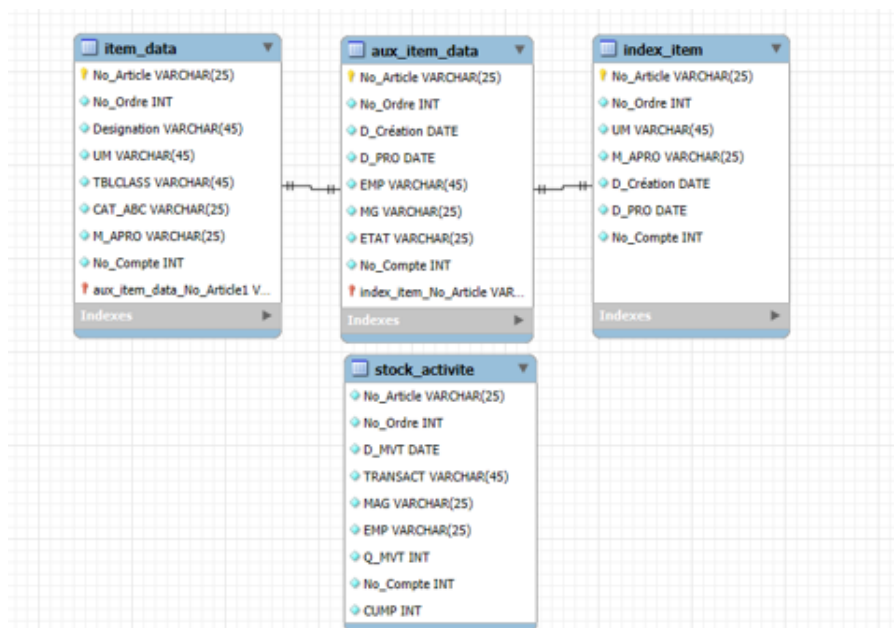 item_data
No_Article VARCHAR(25)
No_Ordre INT
Designation VARCHAR(45)
UM VARCHAR(45)
TBLCLASS VARCHAR(45)
CAT_ABC VARCHAR(25)
M_APRO VARCHAR(25)
No_Compte INT
aux_item_data_No_Article1 V...
Indexes
aux_item_data
No_Article VARCHAR(25)
No_Ordre INT
D_Création DATE
D_PRO DATE
EMP VARCHAR(45)
MG VARCHAR(25)
ETAT VARCHAR(25)
No_Compte INT
index_item_No_Article VAR...
Indexes
index_item
No_Article VARCHAR(25)
No_Ordre INT
UM VARCHAR(45)
M_APRO VARCHAR(25)
D_Création DATE
D_PRO DATE
No_Compte INT
Indexes
stock_activite
No_Article VARCHAR(25)
No_Ordre INT
D_MVT DATE
TRANSACT VARCHAR(45)
MAG VARCHAR(25)
EMP VARCHAR(25)
Q_MVT INT
No_Compte INT
CUMP INT